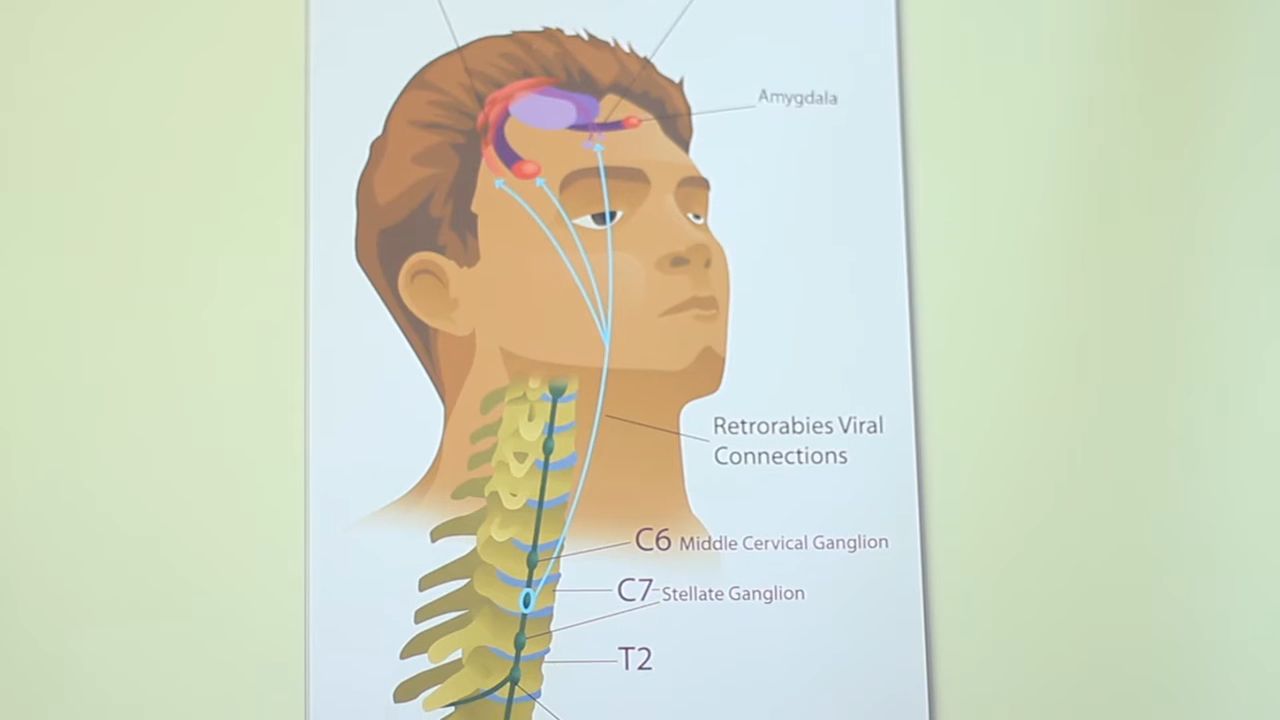 Amygdala
Retrorabies Viral
Connections
C6 Middle Cervical Ganglion
C7 Stellate Ganglion
T2